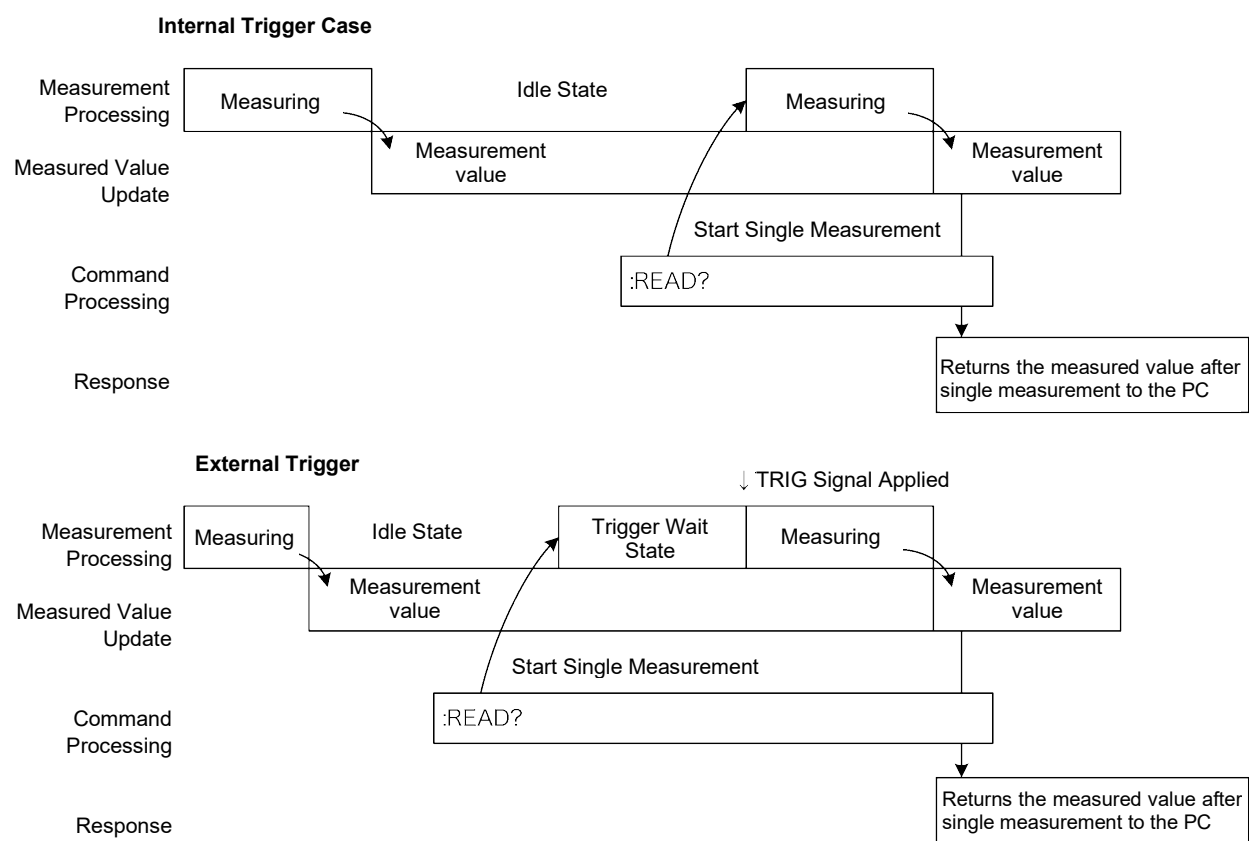 Internal Trigger Case
Measurement
Processing
Measuring
Idle State
Measuring
Measured Value
Update
Measurement
value
Measurement
value
Start Single Measurement
Command
Processing
:READ?
Response
Returns the measured value after
single measurement to the PC
External Trigger
↓ TRIG Signal Applied
Measurement
Processing
Measuring
Idle State
Trigger Wait
State
Measuring
Measured Value
Update
Measurement
value
Measurement
value
Start Single Measurement
Command
Processing
:READ?
Response
Returns the measured value after
single measurement to the PC